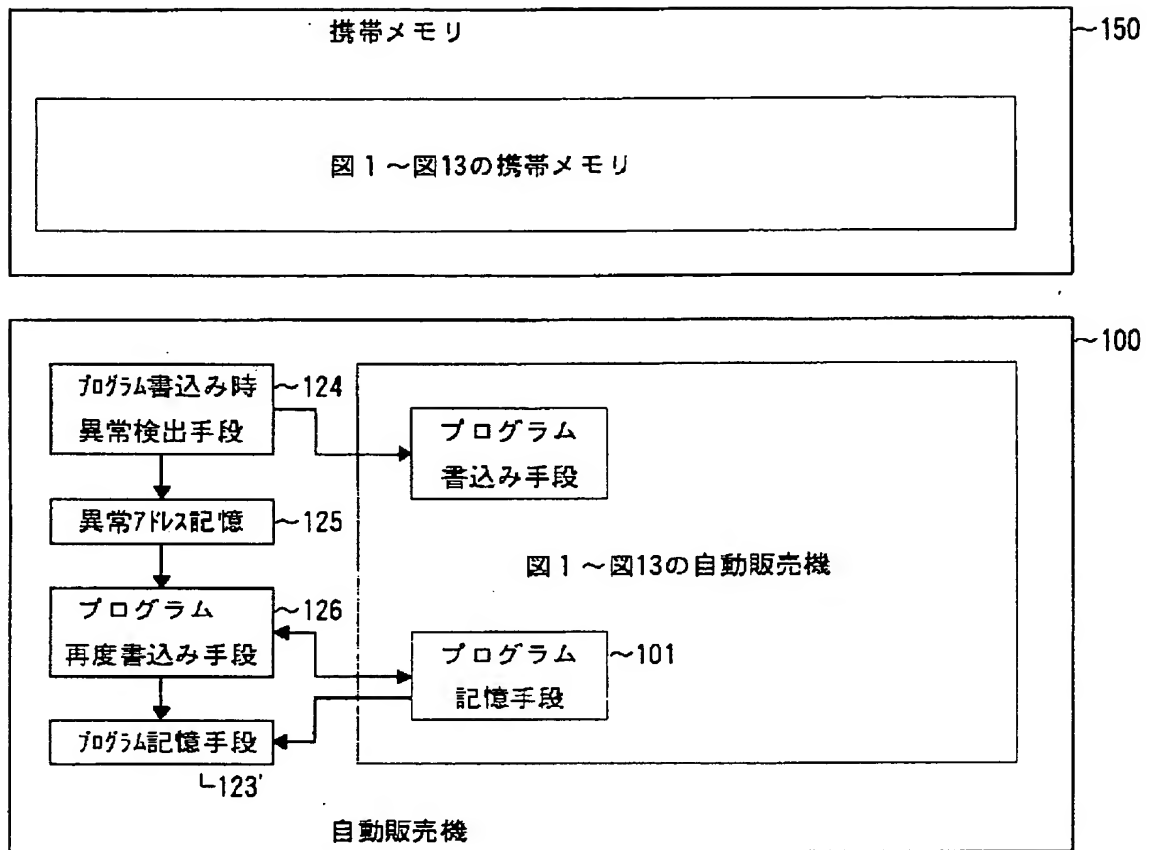 携帯メモリ
~150
図1~図13の携帯メモリ
~100
プログラム書込み時
異常検出手段
~124
プログラム
書込み手段
異常アドレス記憶
~125
図1~図13の自動販売機
プログラム
再度書込み手段
~126
プログラム
記憶手段
~101
プログラム記憶手段
123'
自動販売機